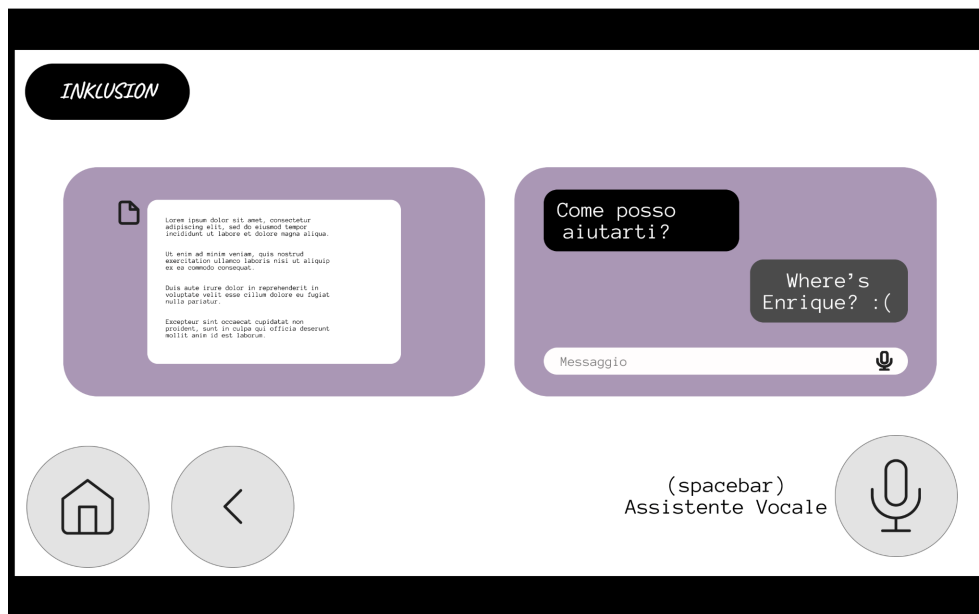 INKLUSION
Lorem ipsum dolor sit amet, consectetur
adipiscing elit, sed do eiusmod tempor
incididunt ut labore et dolore magna aliqua.
Ut enim ad minim veniam, quis nostrud
exercitation ullamco laboris nisi ut aliquip
ex ea commodo consequat.
Duis aute irure dolor in reprehenderit in
voluptate velit esse cillum dolore eu fugiat
nulla pariatur.
Excepteur sint occaecat cupidatat non
proident, sunt in culpa qui officia deserunt
mollit anim id est laborum.
Come posso
aiutarti?
Where’s
Enrique? :(
Messaggio
(spacebar)
Assistente Vocale